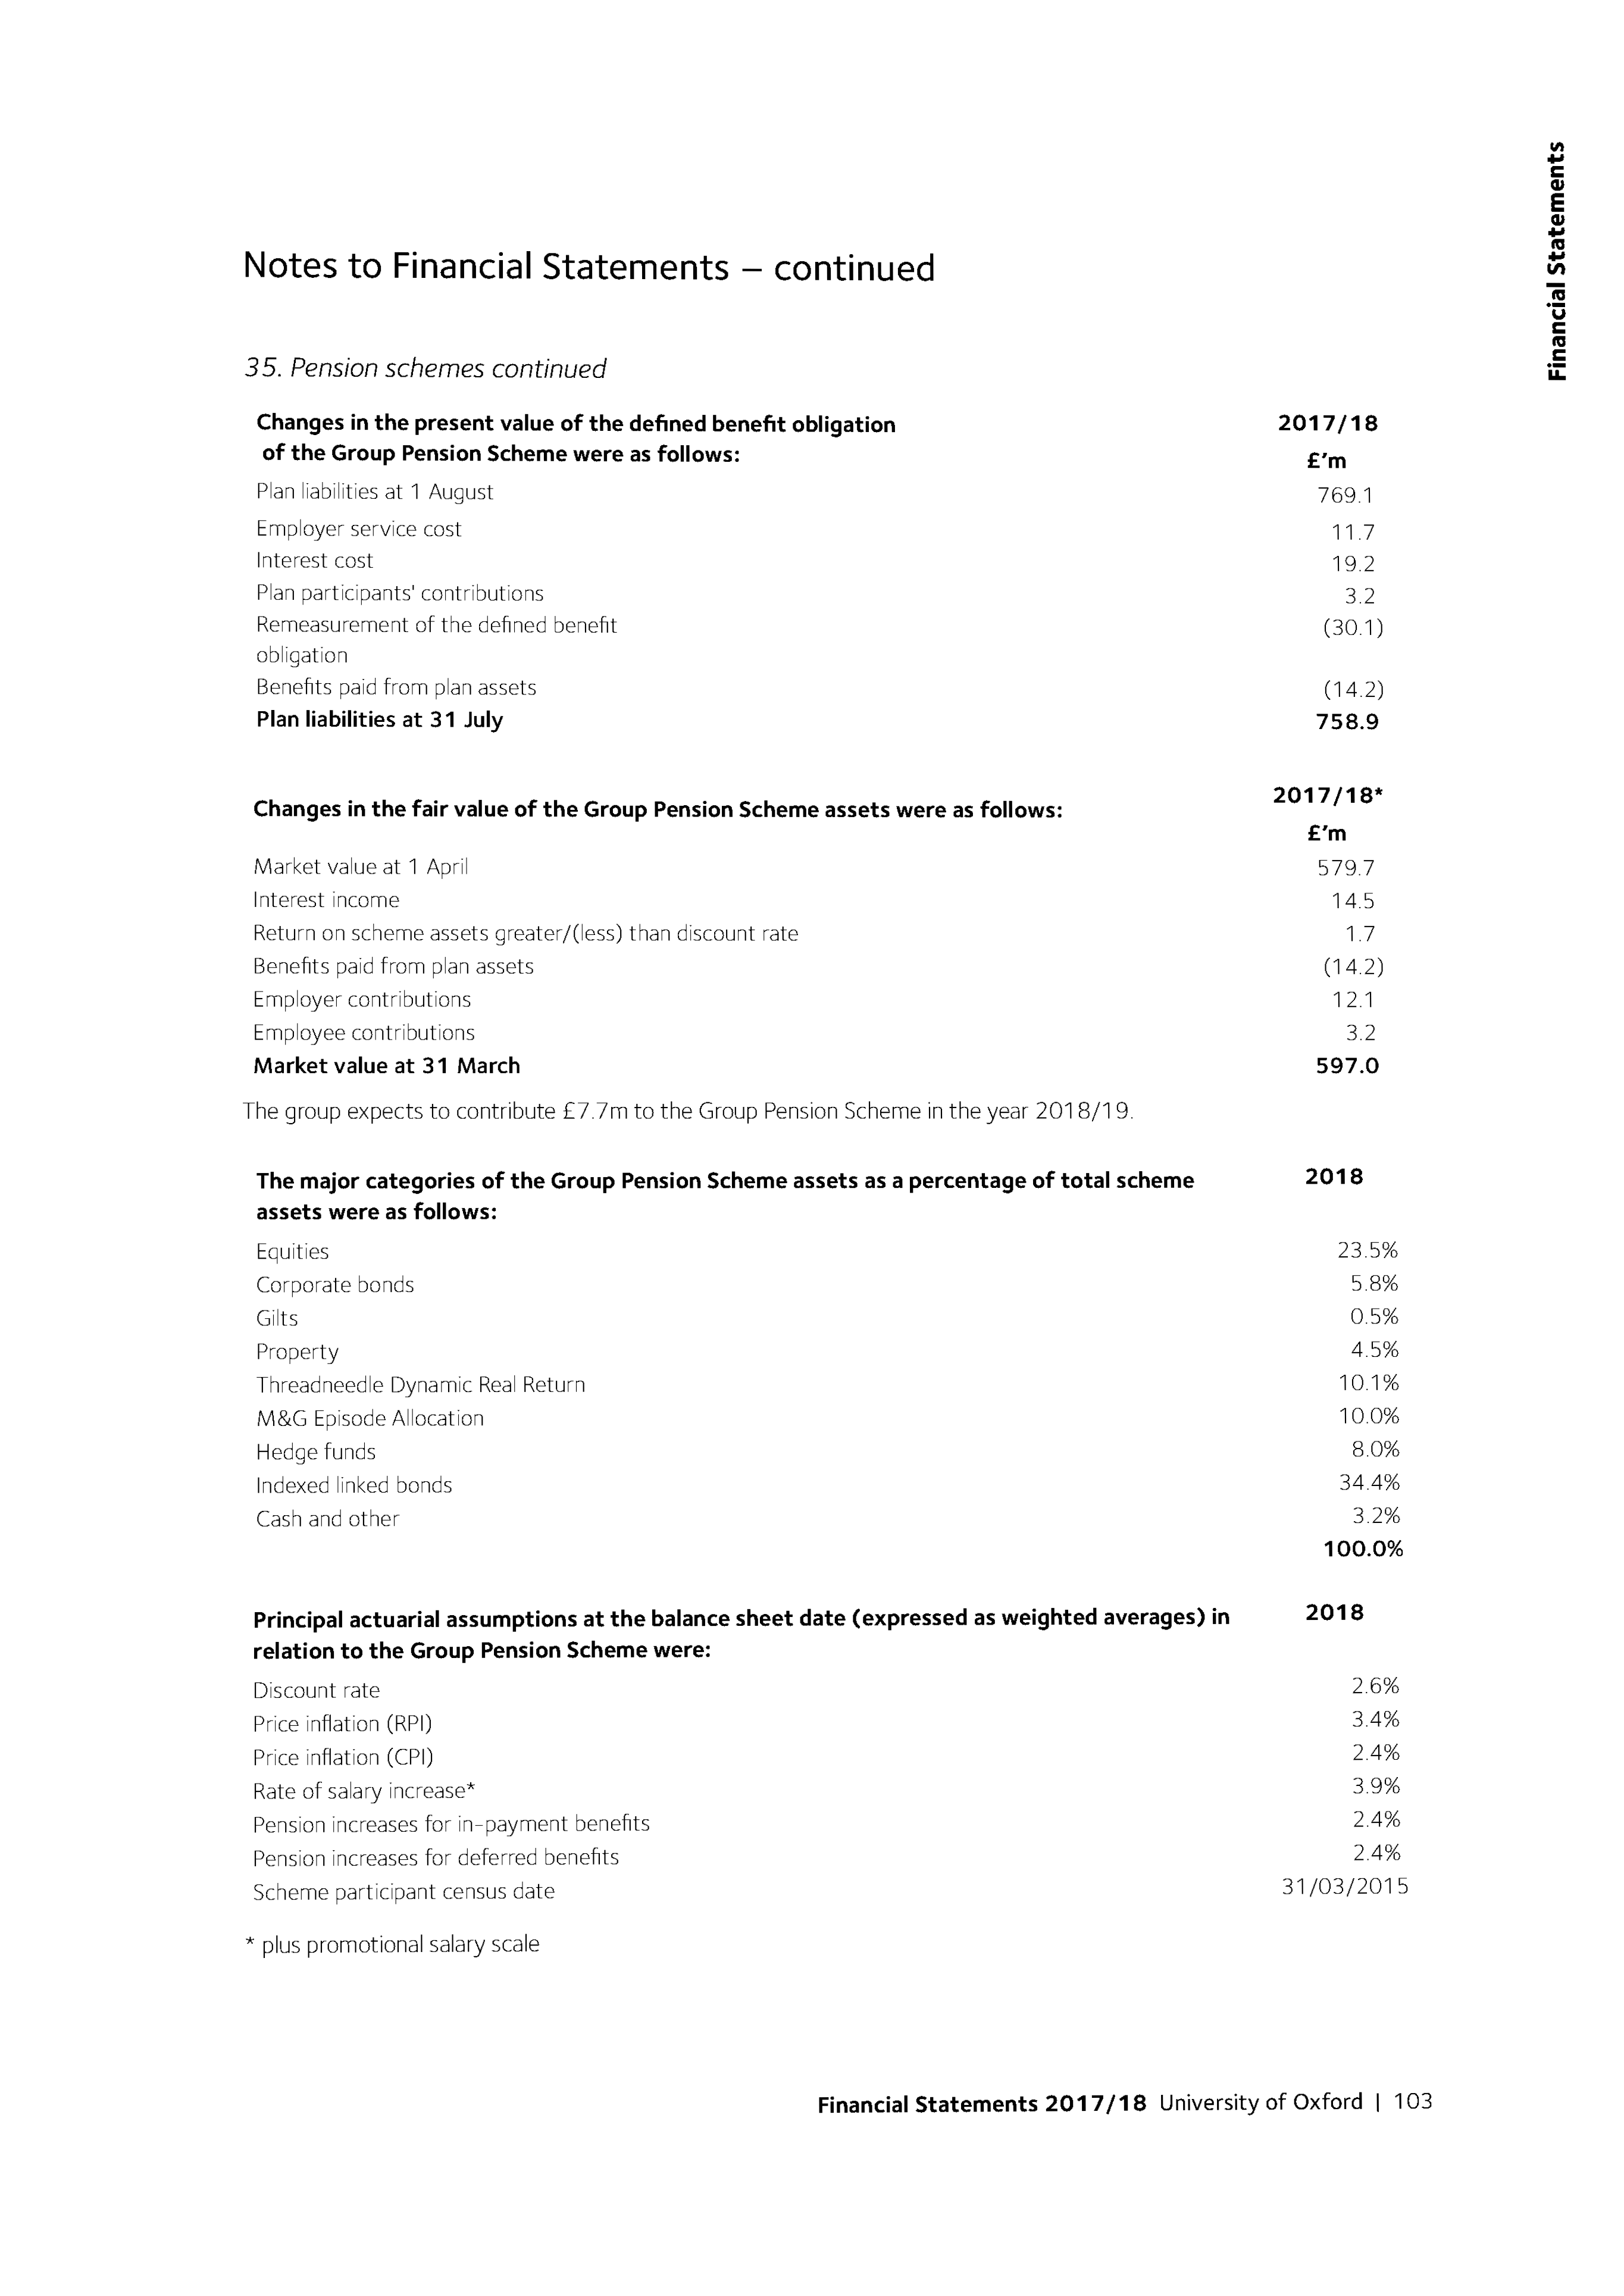 Financial Statements
Notes to Financial Statements – continued
35. Pension schemes continued
Changes in the present value of the defined benefit obligation 2017/18
of the Group Pension Scheme were as follows: £'m
Plan liabilities at 1 August 769.1
Employer service cost 11.7
Interest cost 19.2
Plan participants' contributions 3.2
Remeasurement of the defined benefit (30.1)
obligation
Benefits paid from plan assets (14.2)
Plan liabilities at 31 July 758.9
2017/18*
Changes in the fair value of the Group Pension Scheme assets were as follows:
£'m
Market value at 1 April 579.7
Interest income 14.5
Return on scheme assets greater/(less) than discount rate 1.7
Benefits paid from plan assets (14.2)
Employer contributions 12.1
Employee contributions 3.2
Market value at 31 March 597.0
The group expects to contribute £7.7m to the Group Pension Scheme in the year 2018/19.
The major categories of the Group Pension Scheme assets as a percentage of total scheme 2018
assets were as follows:
Equities 23.5%
Corporate bonds 5.8%
Gilts 0.5%
Property 4.5%
Threadneedle Dynamic Real Return 10.1%
M&G Episode Allocation 10.0%
Hedge funds 8.0%
Indexed linked bonds 34.4%
Cash and other 3.2%
100.0%
Principal actuarial assumptions at the balance sheet date (expressed as weighted averages) in 2018
relation to the Group Pension Scheme were:
Discount rate 2.6%
Price inflation (RPI) 3.4%
Price inflation (CPI) 2.4%
Rate of salary increase* 3.9%
Pension increases for in-payment benefits 2.4%
Pension increases for deferred benefits 2.4%
Scheme participant census date 31/03/2015
* plus promotional salary scale
Financial Statements 2017/18 University of Oxford | 103